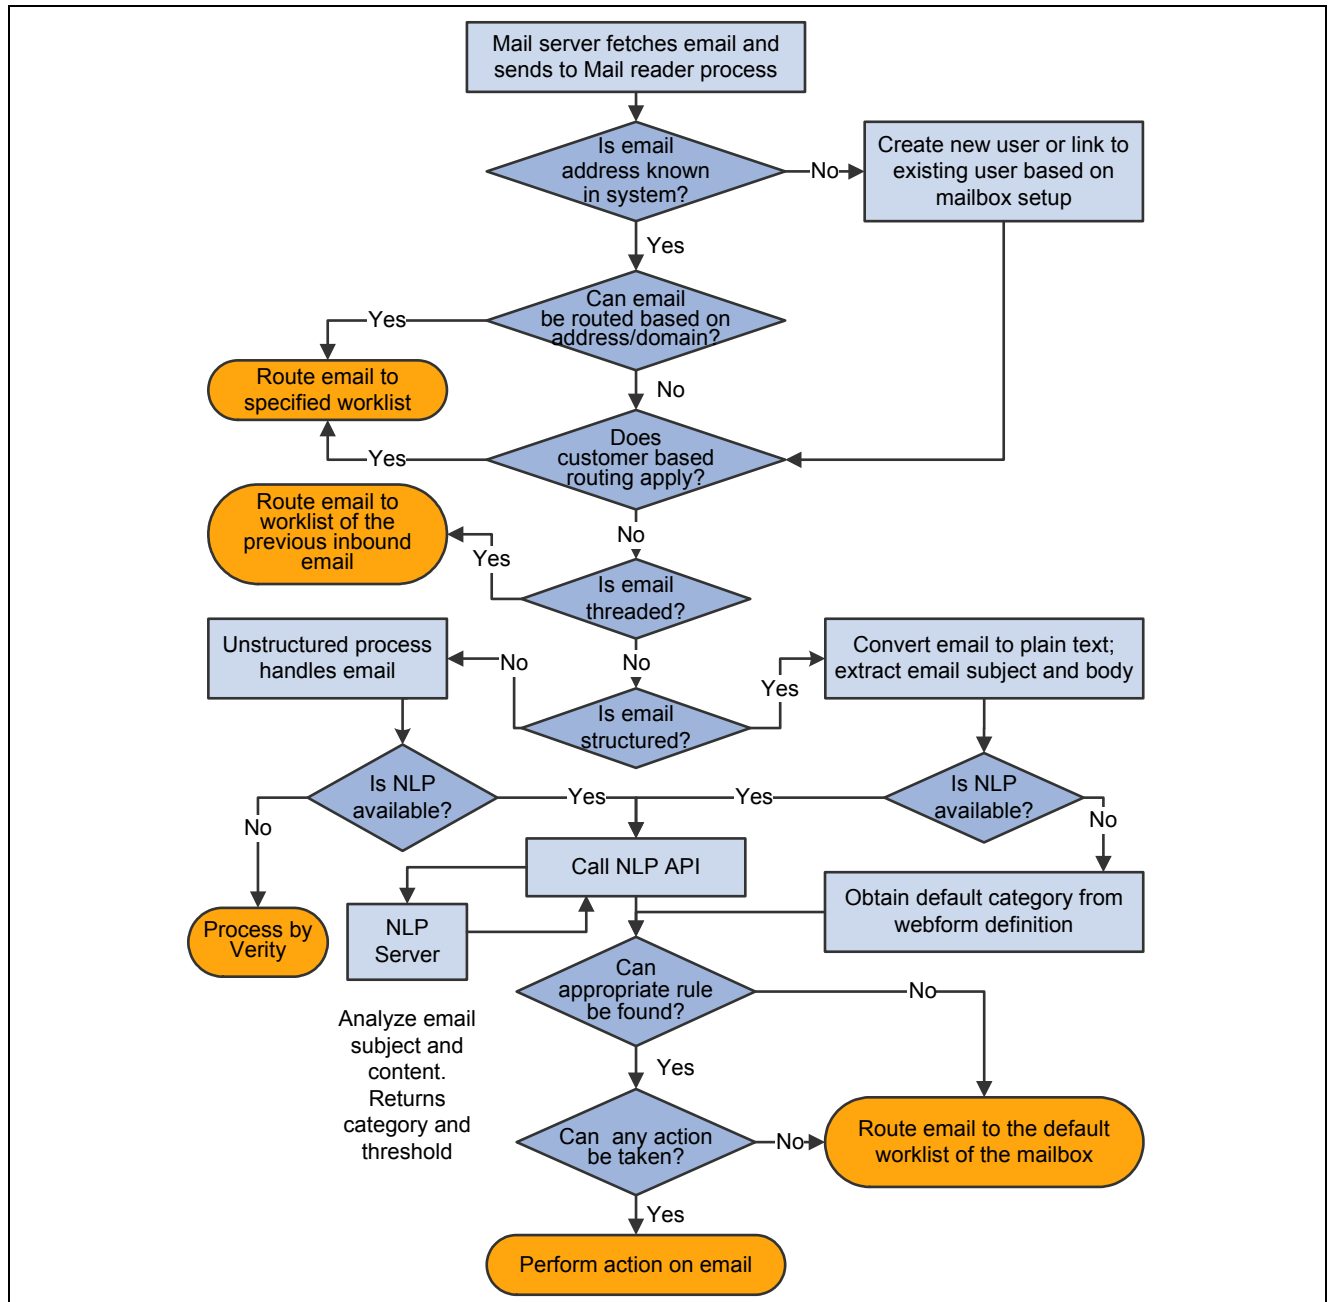 Mail server fetches email and
sends to Mail reader process
Is email
address known
in system?
No
Create new user or link to
existing user based on
mailbox setup
Yes
Can email
be routed based on
address/domain?
Yes
Route email to
specified worklist
No
Does
customer based
routing apply?
Yes
Route email to
worklist of the
previous inbound
email
No
Yes
Is email
threaded?
Unstructured process
handles email
No
No
Convert email to plain text;
extract email subject and body
Yes
Is email
structured?
Is NLP
available?
Yes
Yes
Is NLP
available?
No
No
Call NLP API
Obtain default category from
webform definition
Process by
Verity
NLP
Server
Can
appropriate rule
be found?
No
Analyze email
subject and
content.
Returns
category and
threshold
Yes
Can  any action
be taken?
No
Route email to the default
worklist of the mailbox
Yes
Perform action on email